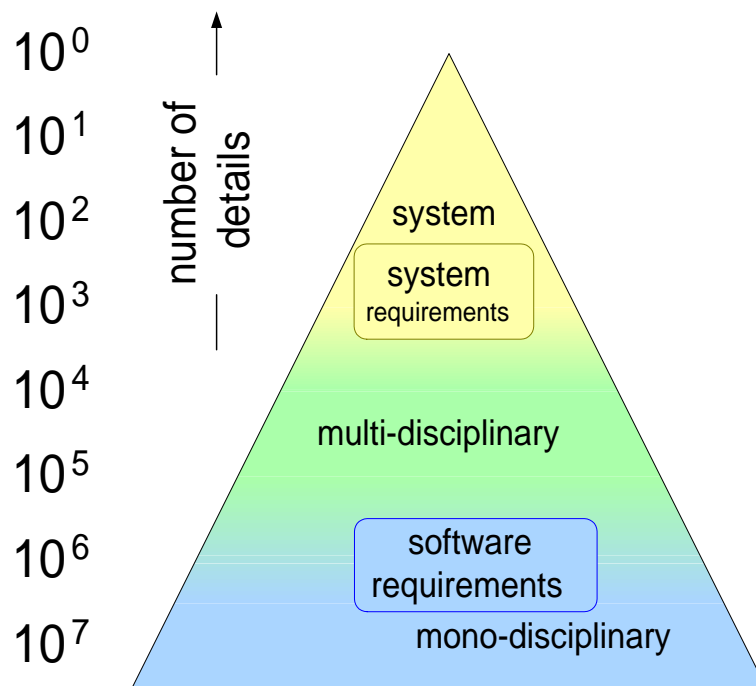 10⁰
10¹
10²
10³
10⁴
10⁵
10⁶
10⁷
number of
details
system
system
requirements
multi-disciplinary
software
requirements
mono-disciplinary